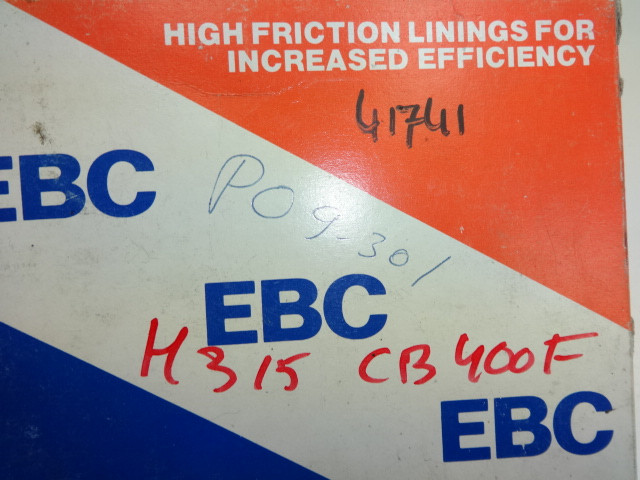 HIGH FRICTION LININGS FOR
INCREASED EFFICIENCY
41741
EBC
PO9-301
EBC
H315 CB400F
EBC